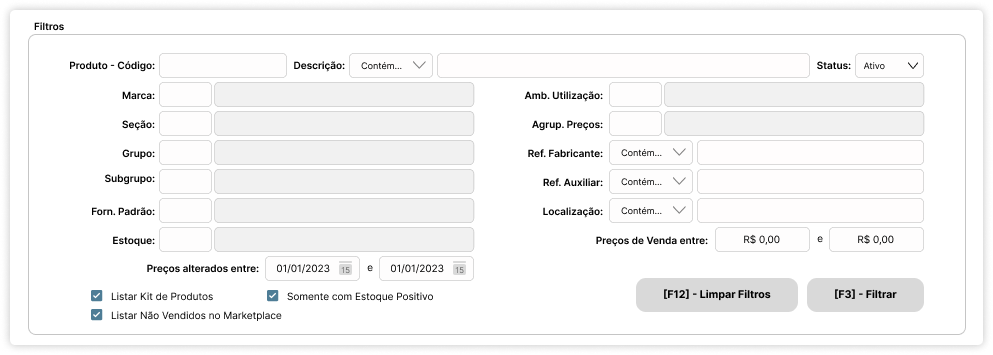 Filtros
Produto - Código: Descrição: Contém... Status: Ativo
Marca: Amb. Utilização:
Seção: Agrup. Preços:
Grupo: Ref. Fabricante: Contém...
Subgrupo: Ref. Auxiliar: Contém...
Forn. Padrão: Localização: Contém...
Estoque: Preços de Venda entre: R$ 0,00 e R$ 0,00
Preços alterados entre: 01/01/2023 15 e 01/01/2023 15
Listar Kit de Produtos Somente com Estoque Positivo [F12] - Limpar Filtros [F3] - Filtrar
Listar Não Vendidos no Marketplace